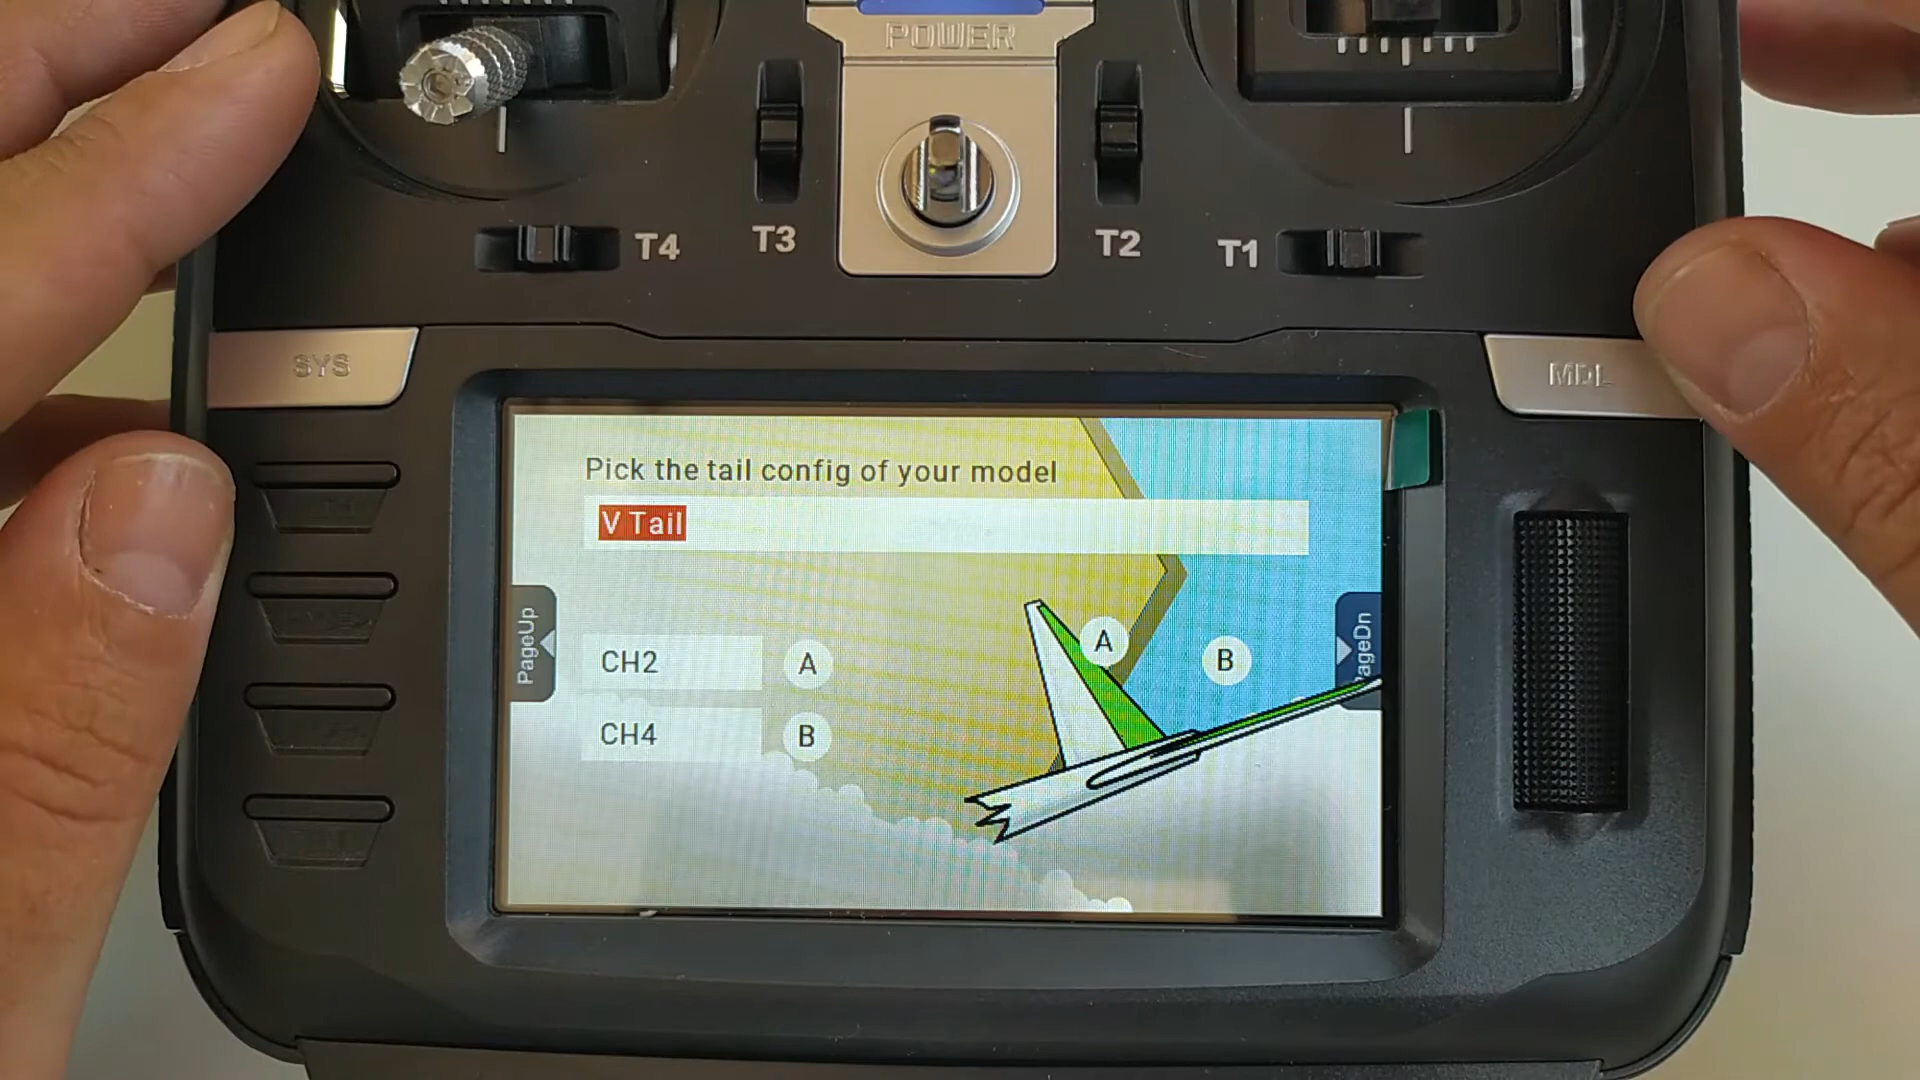 POWER
T4
T3
T2
T1
SYS
MDL
Pick the tail config of your model
V Tail
PageUp
PageDn
CH2
A
CH4
B
A
B